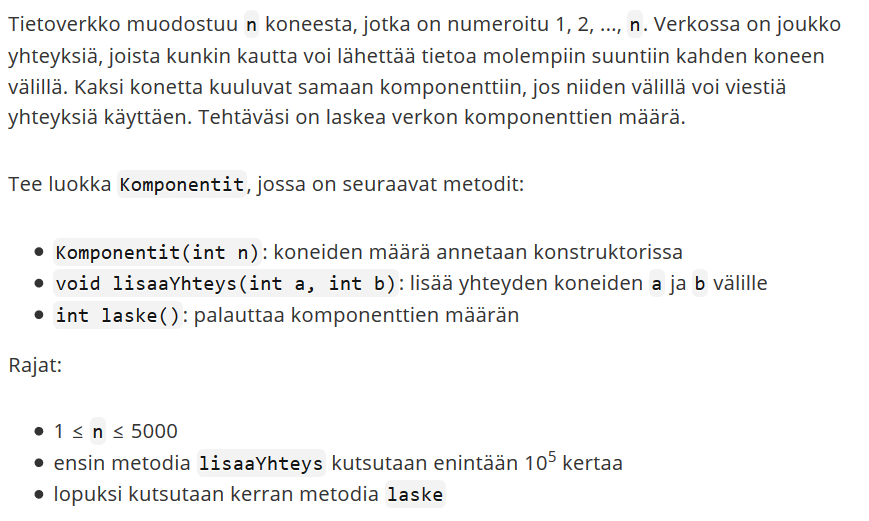 Tietoverkko muodostuu n koneesta, jotka on numeroitu 1, 2, ..., n. Verkossa on joukko
yhteyksiä, joista kunkin kautta voi lähettää tietoa molempiin suuntiin kahden koneen
välillä. Kaksi konetta kuuluvat samaan komponenttiin, jos niiden välillä voi viestiä
yhteyksiä käyttäen. Tehtäväsi on laskea verkon komponenttien määrä.
Tee luokka Komponentit, jossa on seuraavat metodit:
• Komponentit(int n): koneiden määrä annetaan konstruktorissa
• void lisaaYhteys(int a, int b): lisää yhteyden koneiden a ja b välille
• int laske(): palauttaa komponenttien määrän
Rajat:
• 1 ≤ n ≤ 5000
• ensin metodia lisaaYhteys kutsutaan enintään 10⁵ kertaa
• lopuksi kutsutaan kerran metodia laske